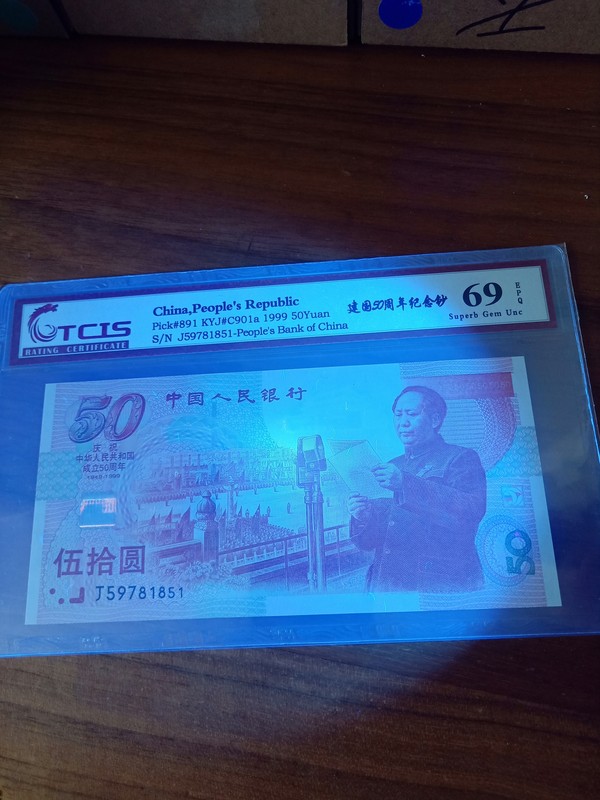 TCIS
RATING CERTIFICATE
China,People's Republic
Pick#891 KYJ#C901a 1999 50Yuan
S/N J59781851-People's Bank of China
建国50周年纪念钞
69
EPQ
Superb Gem Unc
50
中国人民银行
庆祝
中华人民共和国
成立50周年
1949-1999
伍拾圆
J59781851
50